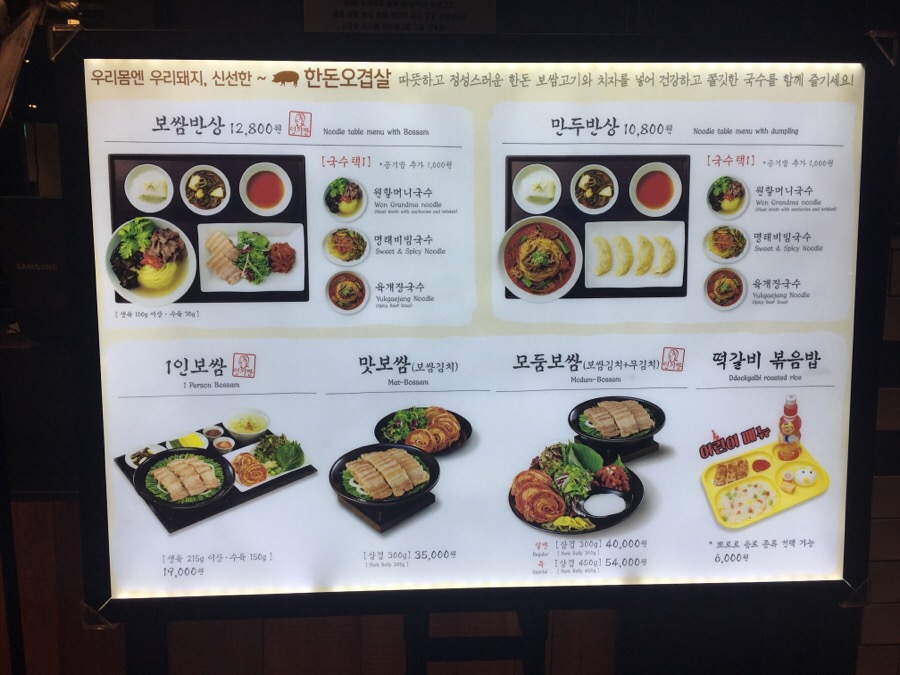 우리몸엔 우리돼지, 신선한 ~ 한돈오겹살 따뜻하고 정성스러운 한돈 보쌈고기와 치자를 넣어 건강하고 쫄깃한 국수를 함께 즐기세요!
보쌈반상 12,800원 Noodle table menu with Bossam
[국수택1] *공기밥 추가 1,000원
원할머니국수
Won Grandma noodle
(Meat broth with anchovies and brisket)
명태비빔국수
Sweet & Spicy Noodle
육개장국수
Yukgaejang Noodle
(Spicy Beef Soup)
[생육 100g 이상·수육 70g]
만두반상 10,800원 Noodle table menu with dumpling
[국수택1] *공기밥 추가 1,000원
원할머니국수
Won Grandma noodle
(Meat broth with anchovies and brisket)
명태비빔국수
Sweet & Spicy Noodle
육개장국수
Yukgaejang Noodle
(Spicy Beef Soup)
1인보쌈
1 Person Bossam
[생육 215g 이상·수육 150g]
19,000원
맛보쌈(보쌈김치)
Mat-Bossam
[삼겹 300g] 35,000원
[Pork Belly 300g]
모둠보쌈(보쌈김치+무김치)
Modum-Bossam
일반 [삼겹 300g] 40,000원
Regular [Pork Belly 300g]
특 [삼겹 450g] 54,000원
Special [Pork Belly 450g]
떡갈비 볶음밥
Ddeokgalbi roasted rice
어린이 메뉴
* 뽀로로 음료 종류 선택 가능
6,000원
SAMSUNG